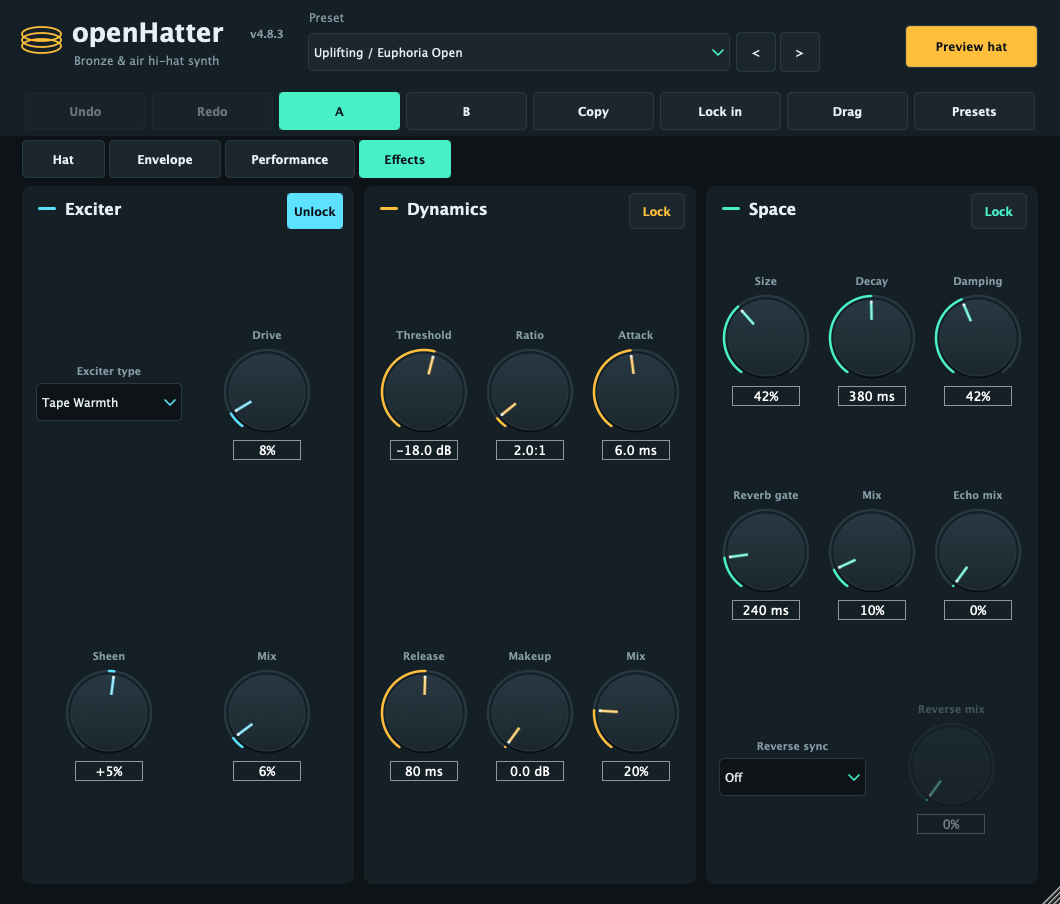 openHatter
v4.8.3
Bronze & air hi-hat synth
Preset
Uplifting / Euphoria Open
<
>
Preview hat
Undo
Redo
A
B
Copy
Lock in
Drag
Presets
Hat
Envelope
Performance
Effects
Exciter
Unlock
Exciter type
Tape Warmth
Drive
8%
Sheen
+5%
Mix
6%
Dynamics
Lock
Threshold
Ratio
Attack
-18.0 dB
2.0:1
6.0 ms
Release
Makeup
Mix
80 ms
0.0 dB
20%
Space
Lock
Size
Decay
Damping
42%
380 ms
42%
Reverb gate
Mix
Echo mix
240 ms
10%
0%
Reverse sync
Off
Reverse mix
0%